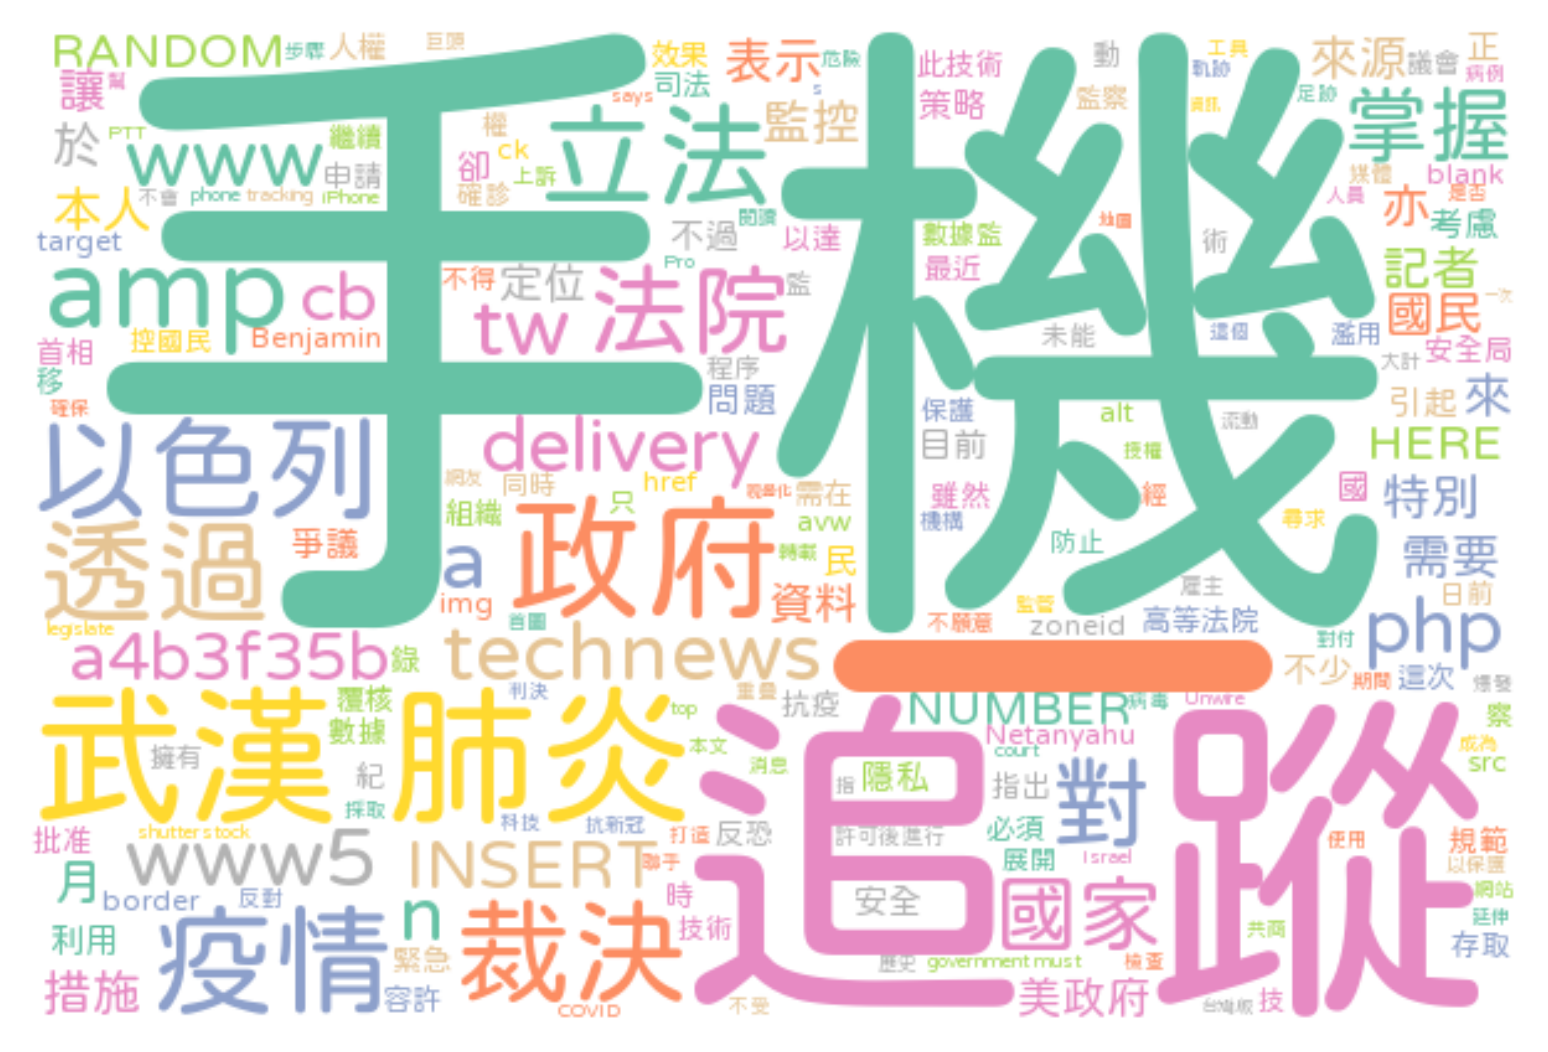 手機
一
追蹤
武漢 肺炎
疫情
以色列
透過
政府
裁決
立法
法院
國家
對
掌握
amp
www
tw
cb
delivery
technews
a4b3f35b
www5
INSERT
NUMBER
php
a
n
RANDOM
步驟
人權
巨頭
讓
幫
於
PTT
繼續
申請
本人
不會
phone
tracking
iPhone
target
控國民
Benjamin
首相
移
確保
效果
司法
says
表示
危險
s
監控
權
卻
ck
上訴
確診
不過
閱讀
以達
Pro
不得
定位
監
程序
問題
此技術
策略
動
監察
工具
軌跡
資訊
來源
議會
正
病例
足跡
媒體
blank
人員
是否
亦
考慮
數據監
最近
地圖
術
記者
國民
一次
未能
這個
濫用
安全局
大計
引起
來
保護
目前
alt
流動
授權
HERE
雖然
機構
經
國
特別
尋求
防止
需要
雇主
監管
日前
不願意
zoneid
高等法院
對付
不少
期間
這次
爆發
網友
同時
href
只
需在
組織
avw
轉載
民
爭議
img
資料
首圖
legislate
錄
覆核
數據
利決
重疊
抗疫
top
本文
消息
病毒
Unwire
Netanyahu
court
察
成為
src
擁有
紀
採取
指
隱私
指出
批准
shutterstock
科技
抗新冠
打造
反恐
許可後進行
必須
展開
Israel
使用
規範
以保護
月
border
反對
聯手
時
技術
安全
網站
延伸
利用
緊急
共商
存取
措施
容許
COVID
不受
歷史
government must
檢查
美政府
台灣版
技